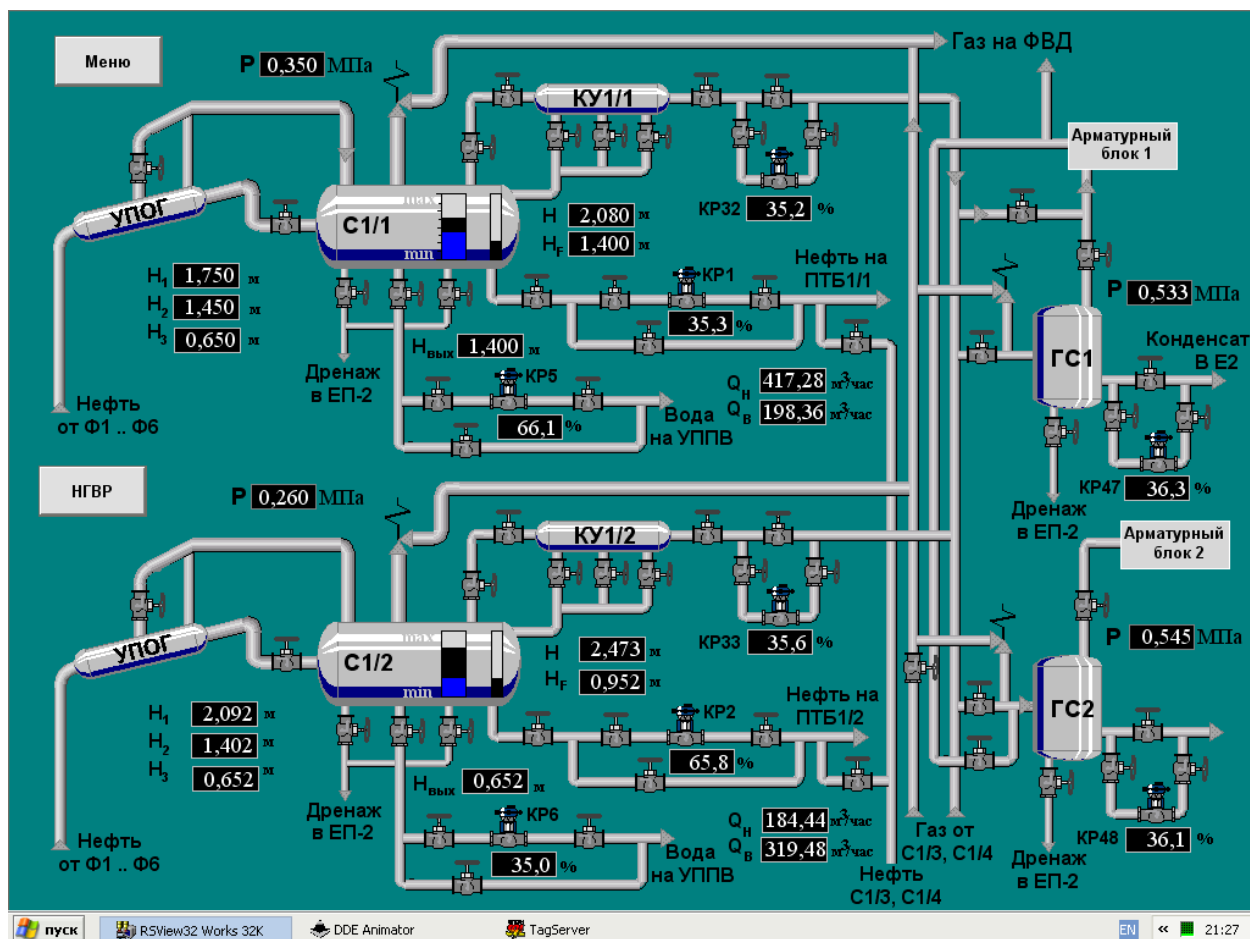 Меню
P 0,350 МПа
Газ на ФВД
КУ1/1
Арматурный
блок 1
УПОГ
С1/1
max
min
H 2,080 м
H_F 1,400 м
КР32 35,2 %
H₁ 1,750 м
H₂ 1,450 м
H₃ 0,650 м
КР1
35,3 %
Нефть на
ПТБ1/1
P 0,533 МПа
ГС1
Конденсат
В Е2
Hвых 1,400 м
Дренаж
в ЕП-2
КР5
66,1 %
Qн 417,28 м³/час
Qв 198,36 м³/час
Вода
на УППВ
Нефть
от Ф1 .. Ф6
КР47 36,3 %
Дренаж
в ЕП-2
НГВР
P 0,260 МПа
КУ1/2
Арматурный
блок 2
УПОГ
С1/2
max
min
H 2,473 м
H_F 0,952 м
КР33 35,6 %
P 0,545 МПа
ГС2
H₁ 2,092 м
H₂ 1,402 м
H₃ 0,652 м
КР2
65,8 %
Нефть на
ПТБ1/2
Hвых 0,652 м
Дренаж
в ЕП-2
КР6
35,0 %
Qн 184,44 м³/час
Qв 319,48 м³/час
Вода
на УППВ
Нефть
от Ф1 .. Ф6
Газ от
С1/3, С1/4
Нефть
С1/3, С1/4
КР48 36,1 %
Дренаж
в ЕП-2
пуск
RSView32 Works 32K
DDE Animator
TagServer
EN
«
21:27